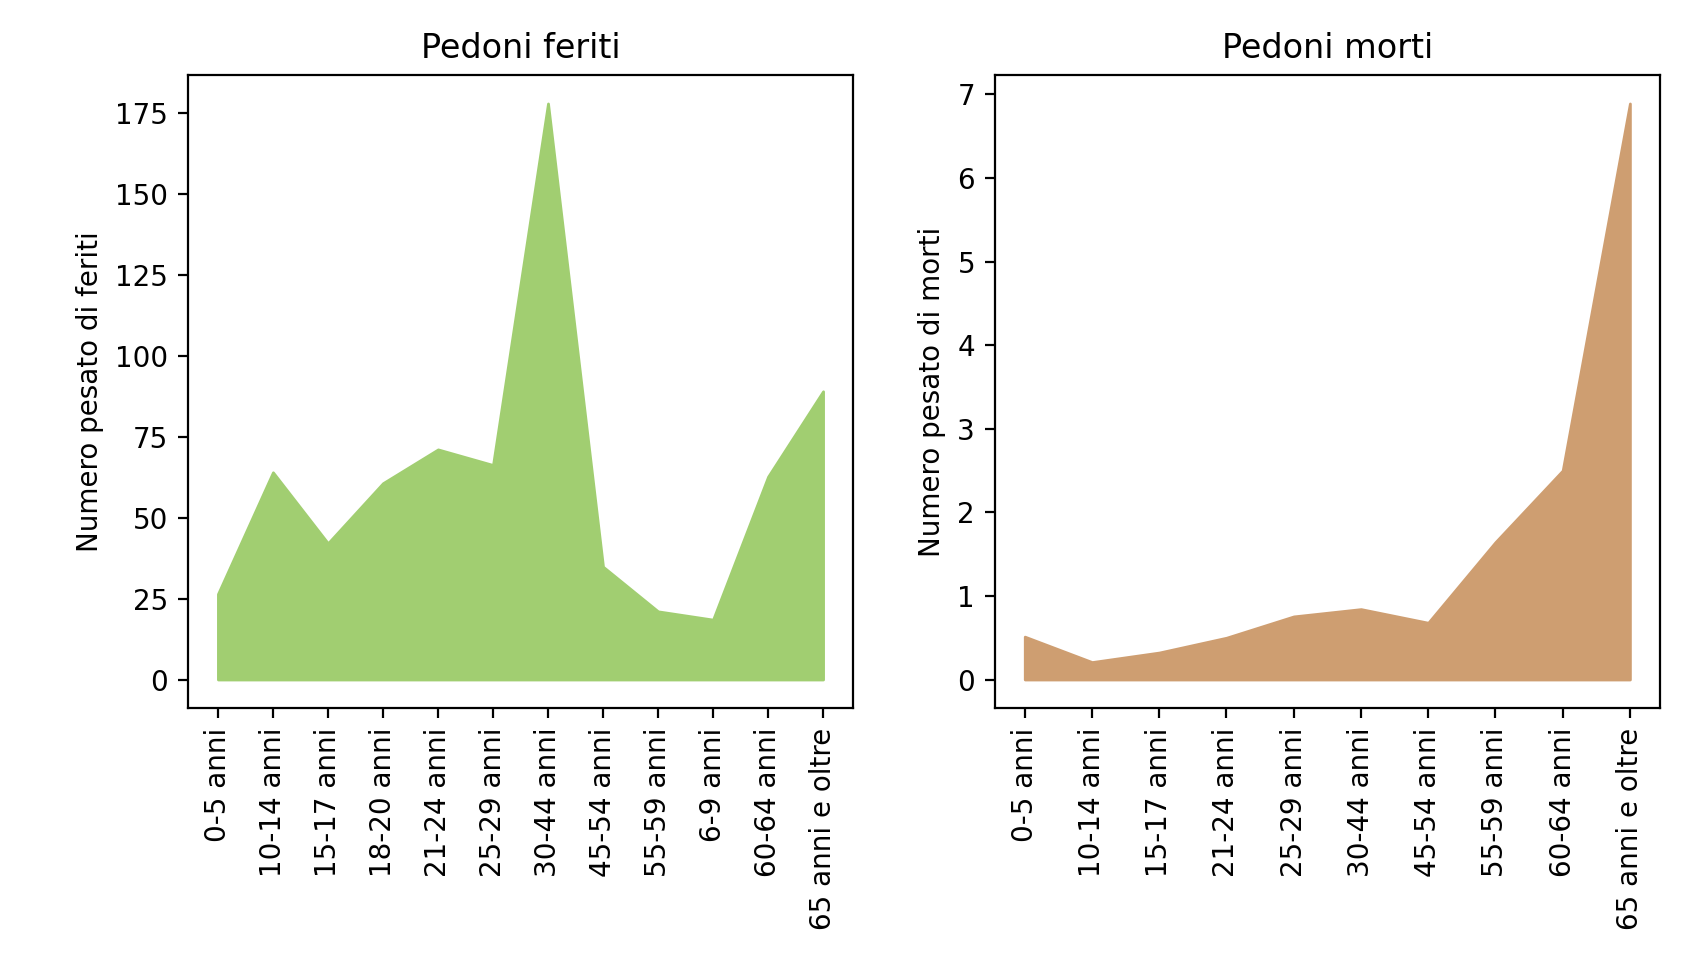 Pedoni feriti
Numero pesato di feriti
175
150
125
100
75
50
25
0
0-5 anni
10-14 anni
15-17 anni
18-20 anni
21-24 anni
25-29 anni
30-44 anni
45-54 anni
55-59 anni
6-9 anni
60-64 anni
65 anni e oltre
Pedoni morti
Numero pesato di morti
7
6
5
4
3
2
1
0
0-5 anni
10-14 anni
15-17 anni
21-24 anni
25-29 anni
30-44 anni
45-54 anni
55-59 anni
60-64 anni
65 anni e oltre